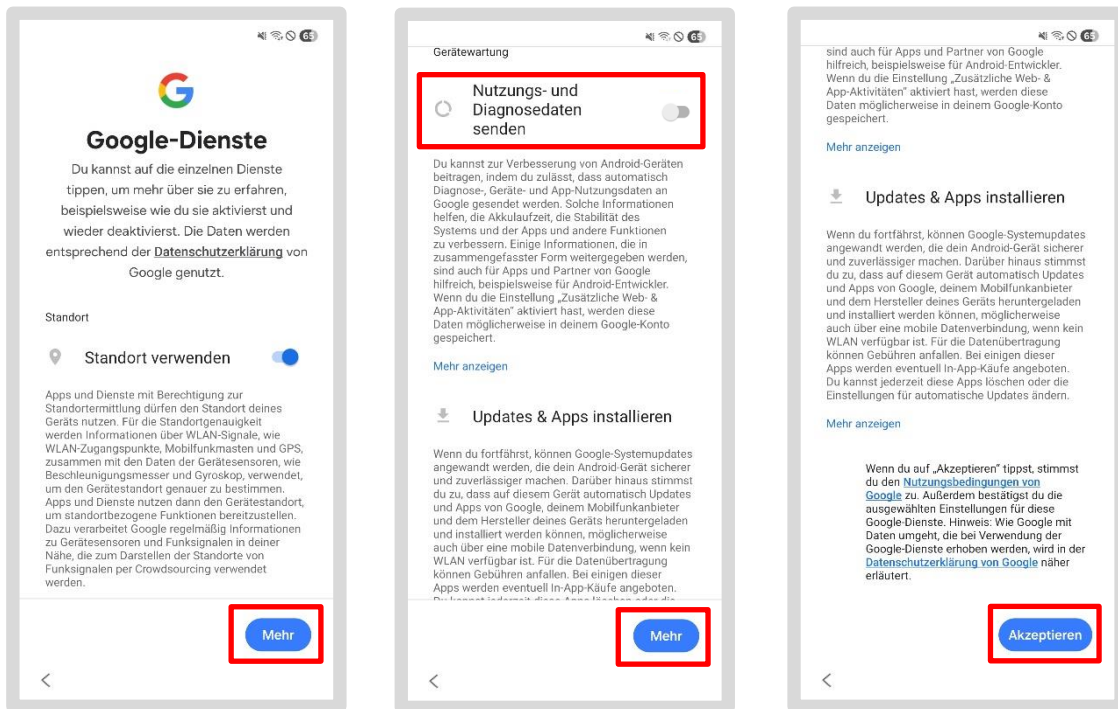 65
Google-Dienste
Du kannst auf die einzelnen Dienste
tippen, um mehr über sie zu erfahren,
beispielsweise wie du sie aktivierst und
wieder deaktivierst. Die Daten werden
entsprechend der Datenschutzerklärung von
Google genutzt.
Standort
Standort verwenden
Apps und Dienste mit Berechtigung zur
Standortermittlung dürfen den Standort deines
Geräts nutzen. Für die Standortgenauigkeit
werden Informationen über WLAN-Signale, wie
WLAN-Zugangspunkte, Mobilfunkmasten und GPS,
zusammen mit den Daten der Gerätesensoren, wie
Beschleunigungsmesser und Gyroskop, verwendet,
um den Gerätestandort genauer zu bestimmen.
Apps und Dienste nutzen dann den Gerätestandort,
um standortbezogene Funktionen bereitzustellen.
Dazu verarbeitet Google regelmäßig Informationen
zu Gerätesensoren und Funksignalen in deiner
Nähe, die zum Darstellen der Standorte von
Funksignalen per Crowdsourcing verwendet
werden.
Mehr
65
Gerätewartung
Nutzungs- und
Diagnosedaten
senden
Du kannst zur Verbesserung von Android-Geräten
beitragen, indem du zulässt, dass automatisch
Diagnose-, Geräte- und App-Nutzungsdaten an
Google gesendet werden. Solche Informationen
helfen, die Akkulaufzeit, die Stabilität des
Systems und der Apps und andere Funktionen
zu verbessern. Einige Informationen, die in
zusammengefasster Form weitergegeben werden,
sind auch für Apps und Partner von Google
hilfreich, beispielsweise für Android-Entwickler.
Wenn du die Einstellung „Zusätzliche Web- &
App-Aktivitäten" aktiviert hast, werden diese
Daten möglicherweise in deinem Google-Konto
gespeichert.
Mehr anzeigen
Updates & Apps installieren
Wenn du fortfährst, können Google-Systemupdates
angewandt werden, die dein Android-Gerät sicherer
und zuverlässiger machen. Darüber hinaus stimmst
du zu, dass auf diesem Gerät automatisch Updates
und Apps von Google, deinem Mobilfunkanbieter
und dem Hersteller deines Geräts heruntergeladen
und installiert werden können, möglicherweise
auch über eine mobile Datenverbindung, wenn kein
WLAN verfügbar ist. Für die Datenübertragung
können Gebühren anfallen. Bei einigen dieser
Apps werden eventuell In-App-Käufe angeboten.
Du kannst jederzeit diese Apps löschen oder die
Mehr
65
sind auch für Apps und Partner von Google
hilfreich, beispielsweise für Android-Entwickler.
Wenn du die Einstellung „Zusätzliche Web- &
App-Aktivitäten" aktiviert hast, werden diese
Daten möglicherweise in deinem Google-Konto
gespeichert.
Mehr anzeigen
Updates & Apps installieren
Wenn du fortfährst, können Google-Systemupdates
angewandt werden, die dein Android-Gerät sicherer
und zuverlässiger machen. Darüber hinaus stimmst
du zu, dass auf diesem Gerät automatisch Updates
und Apps von Google, deinem Mobilfunkanbieter
und dem Hersteller deines Geräts heruntergeladen
und installiert werden können, möglicherweise
auch über eine mobile Datenverbindung, wenn kein
WLAN verfügbar ist. Für die Datenübertragung
können Gebühren anfallen. Bei einigen dieser
Apps werden eventuell In-App-Käufe angeboten.
Du kannst jederzeit diese Apps löschen oder die
Einstellungen für automatische Updates ändern.
Mehr anzeigen
Wenn du auf „Akzeptieren" tippst, stimmst
du den Nutzungsbedingungen von
Google zu. Außerdem bestätigst du die
ausgewählten Einstellungen für diese
Google-Dienste. Hinweis: Wie Google mit
Daten umgeht, die bei Verwendung der
Google-Dienste erhoben werden, wird in der
Datenschutzerklärung von Google näher
erläutert.
Akzeptieren